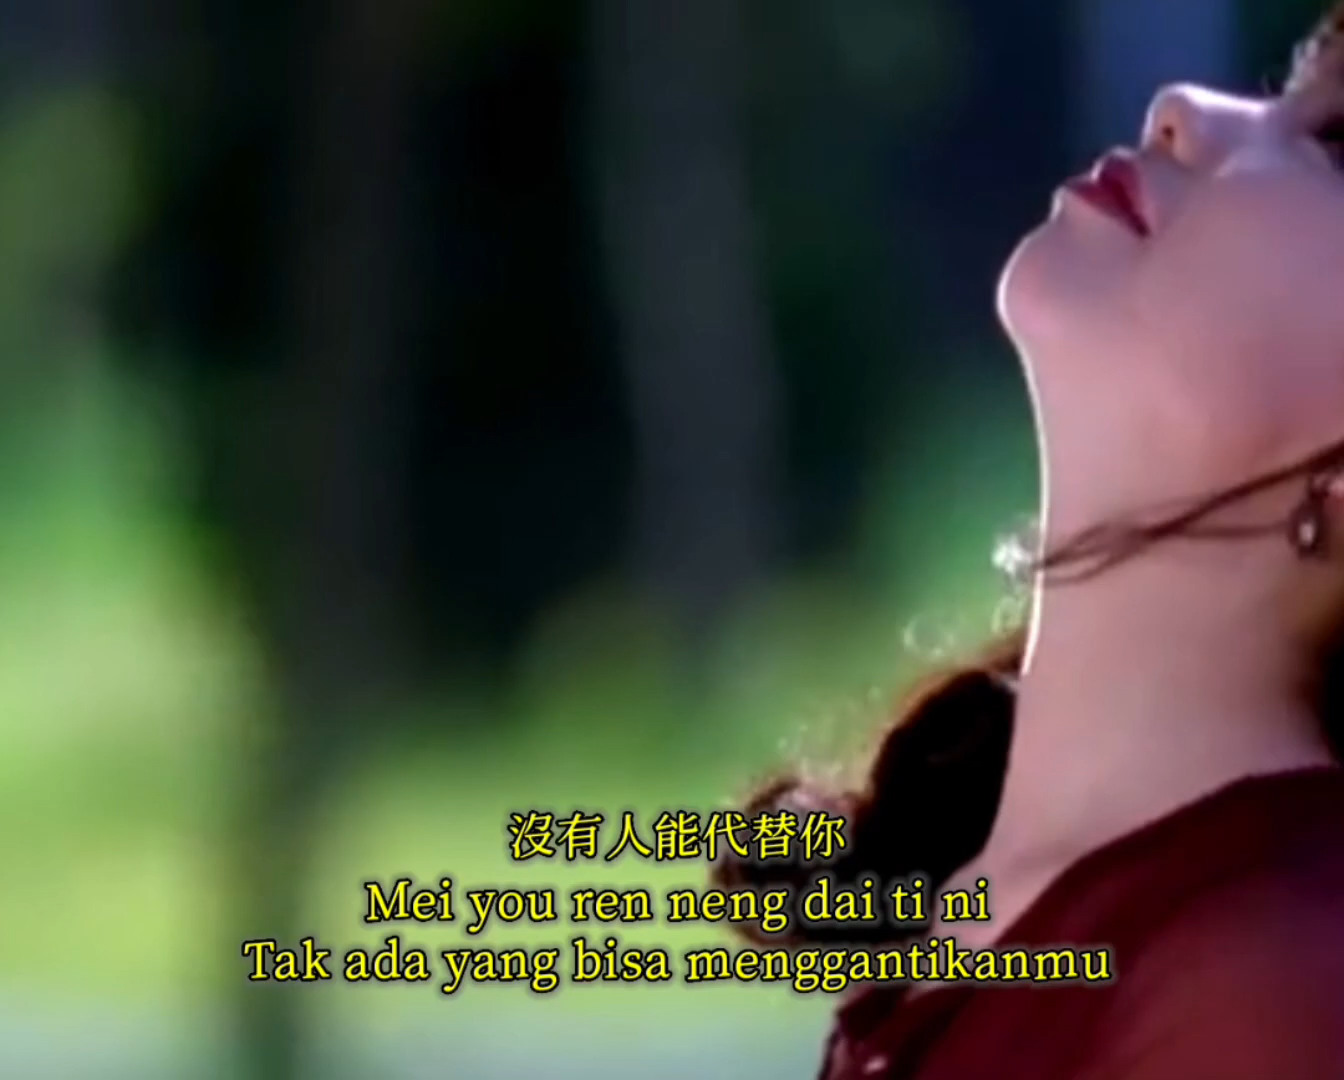 沒有人能代替你
Mei you ren neng dai ti ni
Tak ada yang bisa menggantikanmu